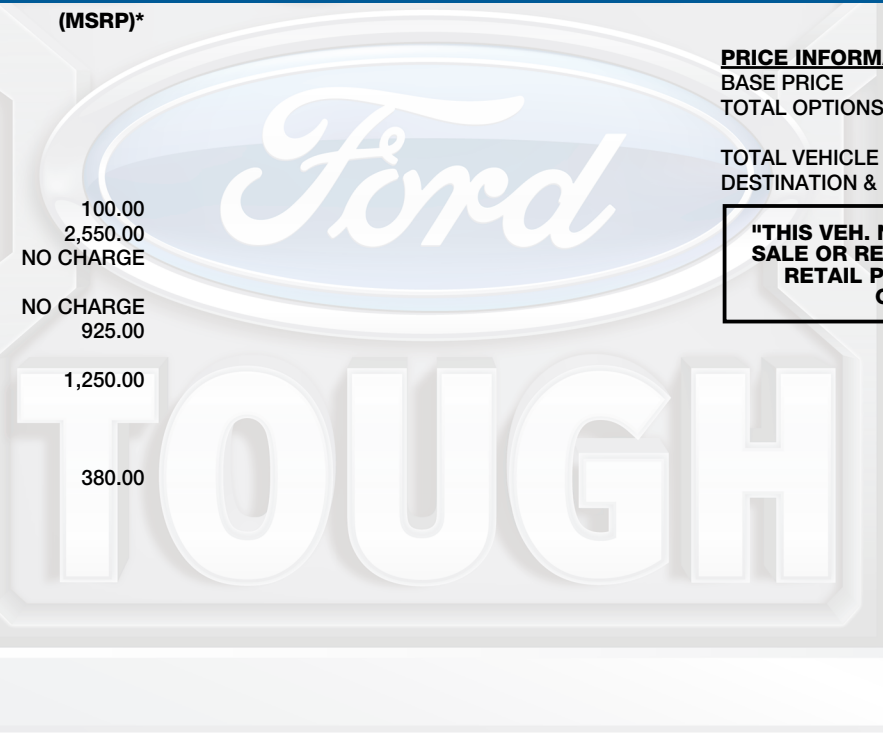 (MSRP)*
100.00
2,550.00
NO CHARGE
NO CHARGE
925.00
1,250.00
380.00
PRICE INFORMA
BASE PRICE
TOTAL OPTIONS
TOTAL VEHICLE
DESTINATION &
"THIS VEH. N
SALE OR RE
RETAIL P
Ford
TOUGH